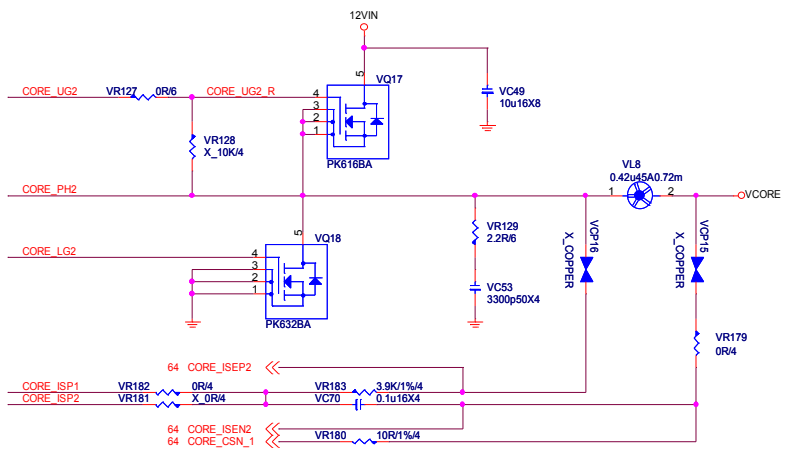 12VIN
5
VQ17
CORE_UG2 VR127 0R/6 CORE_UG2_R 4
3
2
1
VC49
10u16X8
VR128
X_10K/4
PK616BA
VL8
0.42u45A0.72m
CORE_PH2 1 2 VCORE
5
VQ18
VR129
2.2R/6
VCP16
X_COPPER
VCP15
X_COPPER
CORE_LG2 4
3
2
1
VC53
3300p50X4
PK632BA
VR179
0R/4
64 CORE_ISEP2
CORE_ISP1 VR182 0R/4 VR183 3.9K/1%/4
CORE_ISP2 VR181 X_0R/4 VC70 0.1u16X4
64 CORE_ISEN2
64 CORE_CSN_1 VR180 10R/1%/4